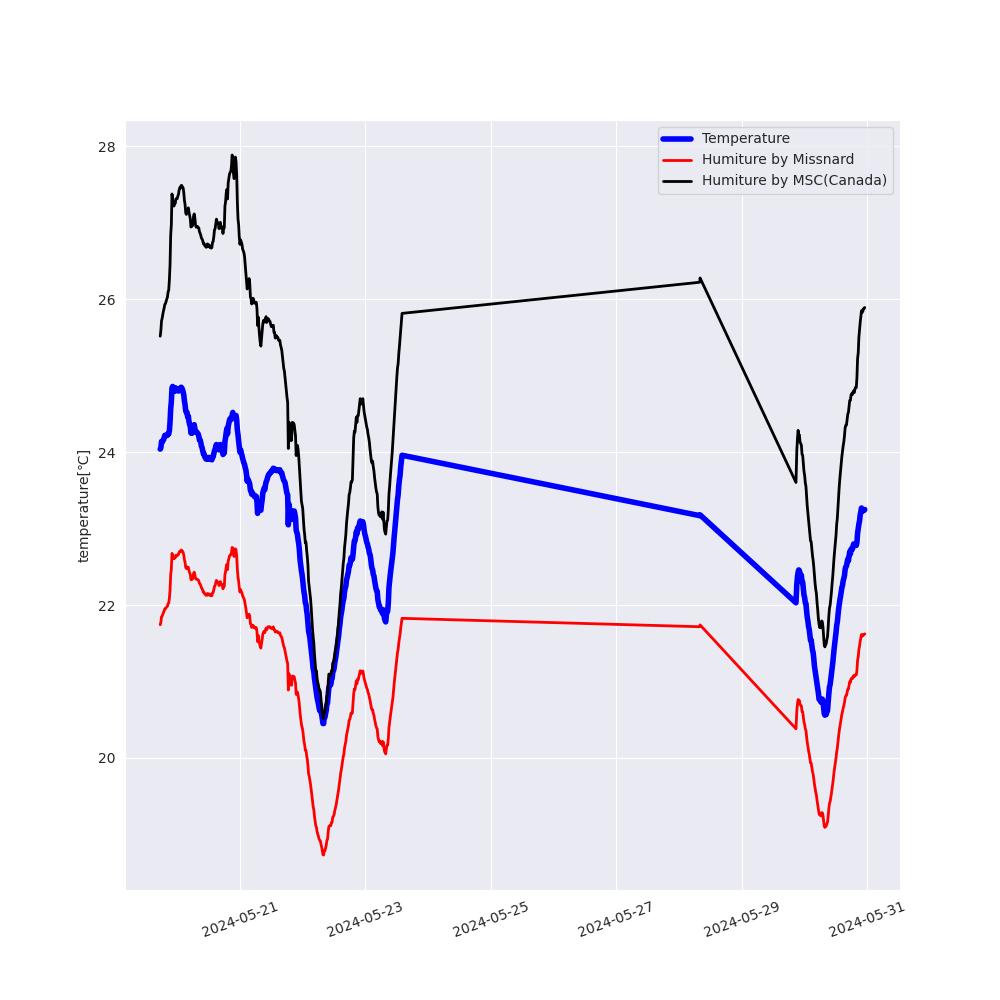 28
26
24
22
20
temperature[℃]
Temperature
Humiture by Missnard
Humiture by MSC(Canada)
2024-05-21
2024-05-23
2024-05-25
2024-05-27
2024-05-29
2024-05-31